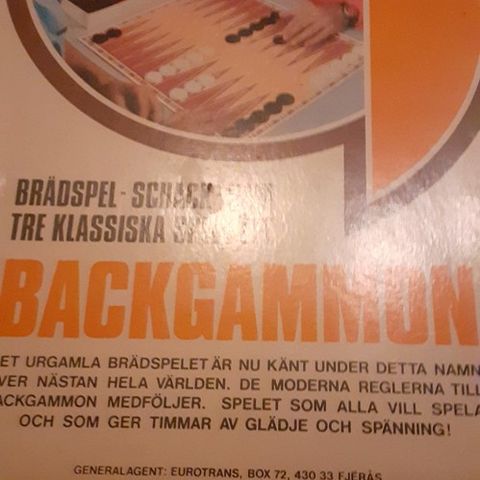 BRÄDSPEL - SCHACK
TRE KLASSISKA
BACKGAMMON
ET URGAMLA BRÄDSPELET ÄR NU KÄNT UNDER DETTA NAMN
VER NÄSTAN HELA VÄRLDEN. DE MODERNA REGLERNA TILL
ACKGAMMON MEDFÖLJER. SPELET SOM ALLA VILL SPELA
OCH SOM GER TIMMAR AV GLÄDJE OCH SPÄNNING!
GENERALAGENT: EUROTRANS, BOX 72, 430 33 FJÄRÅS